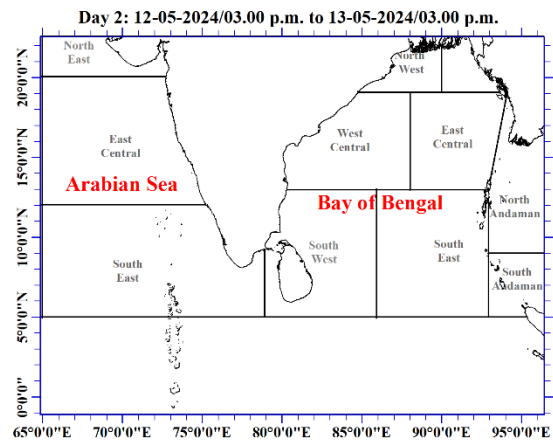 Day 2: 12-05-2024/03.00 p.m. to 13-05-2024/03.00 p.m.
North
East
North
West
20°0'0"N
East
Central
West
Central
East
Central
15°0'0"N
Arabian Sea
Bay of Bengal
North
Andaman
10°0'0"N
South
East
South
West
South
East
South
Andaman
5°0'0"N
0°0'0"
65°0'0"E 70°0'0"E 75°0'0"E 80°0'0"E 85°0'0"E 90°0'0"E 95°0'0"E